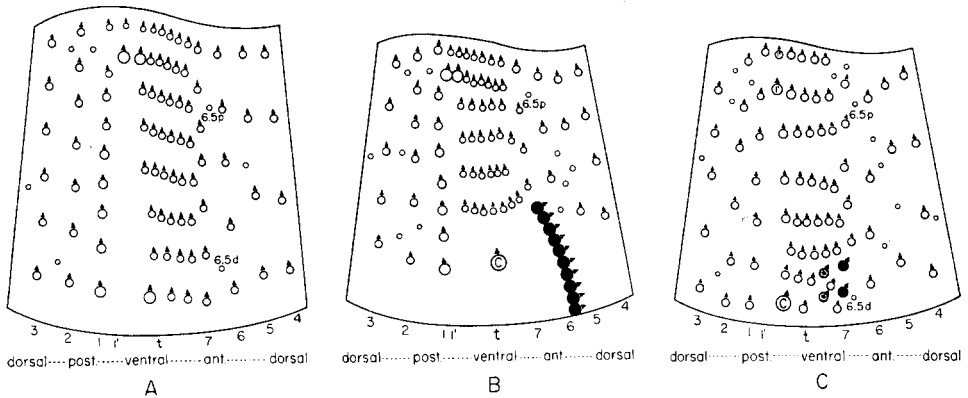 6.5p
6.5d
3 2 1 1' t 7 6 5 4
dorsal····post.····ventral····ant.····dorsal
A
6.5p
C
3 2 1 1' t 7 6 5 4
dorsal····post.····ventral····ant.····dorsal
B
r
6.5p
C
6.5d
3 2 1 1' t 7 6 5 4
dorsal····post.····ventral····ant.····dorsal
C